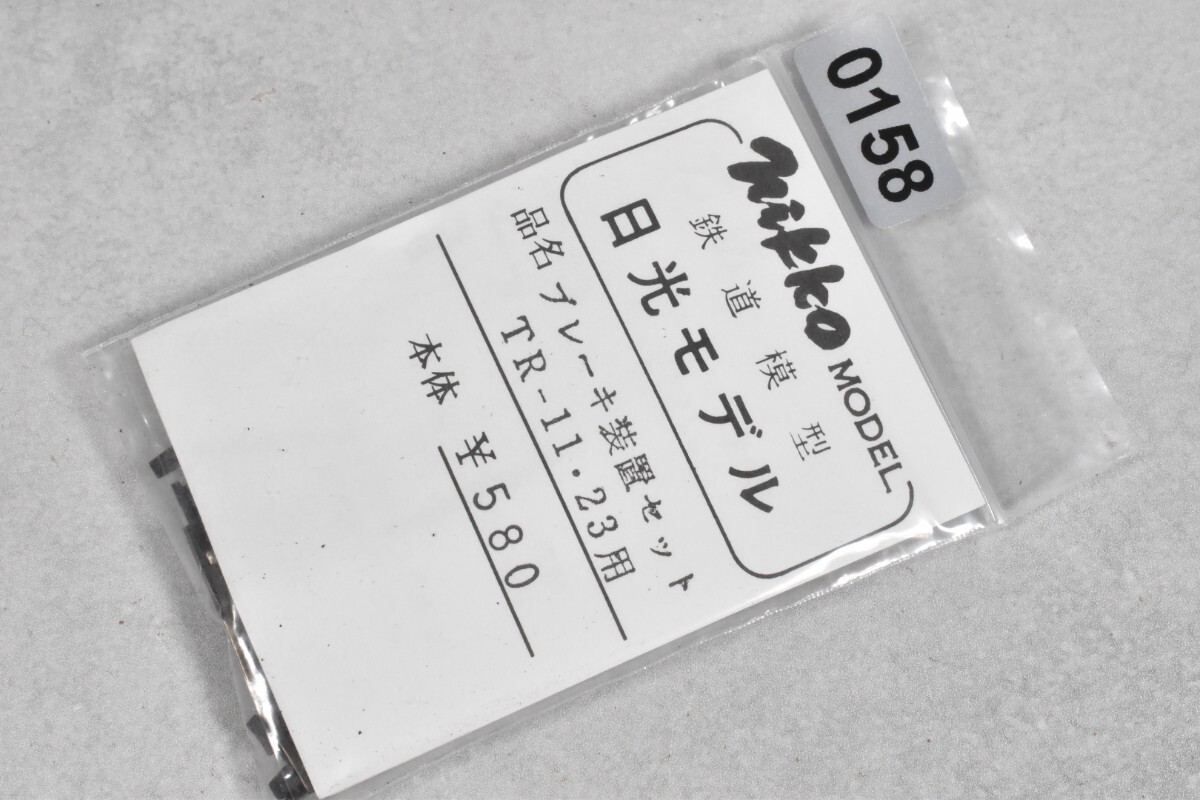 0158
nikko MODEL
鉄道模型
日光モデル
品名 ブレーキ装置セット
TR-11・23用
本体 ¥580